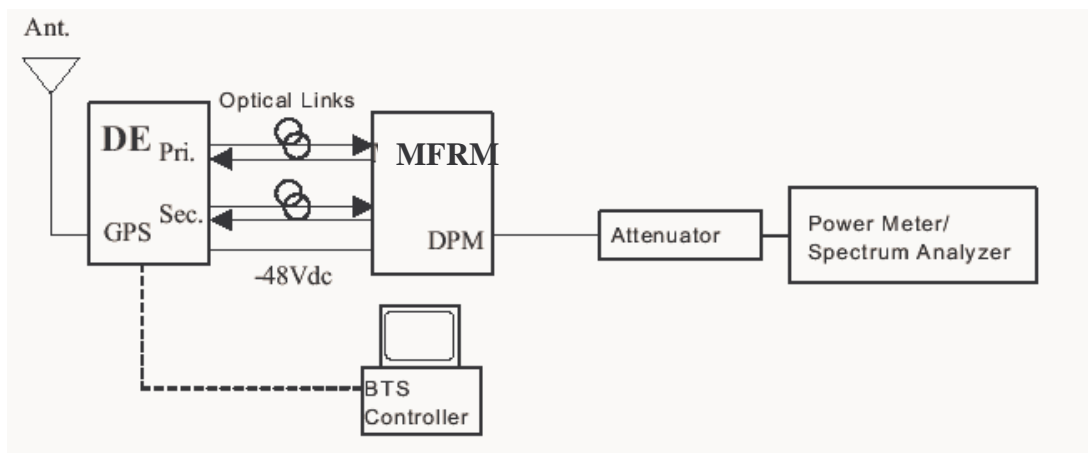 Ant.
Optical Links
DE
Pri.
MFRM
Sec.
GPS
DPM
-48Vdc
Attenuator
Power Meter/
Spectrum Analyzer
BTS
Controller